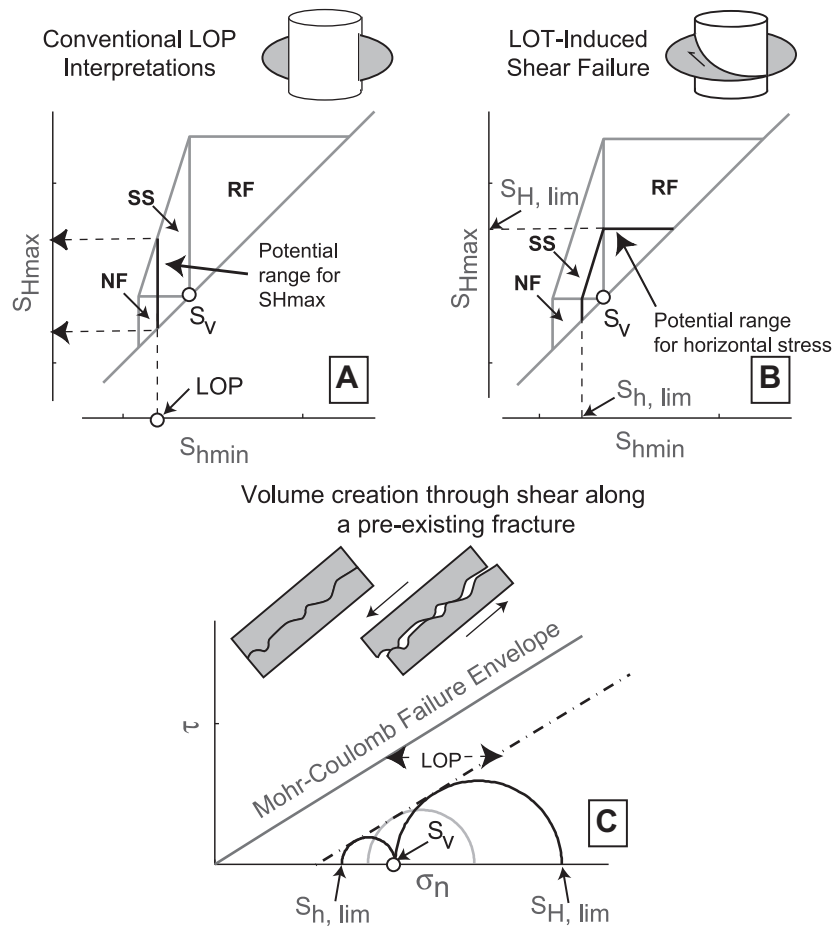 Conventional LOP
Interpretations
SHmax
SS
RF
NF
Potential
range for
SHmax
Sv
LOP
A
Shmin
LOT-Induced
Shear Failure
SHmax
SH, lim
RF
SS
NF
Sv
Potential range
for horizontal stress
B
Sh, lim
Shmin
Volume creation through shear along
a pre-existing fracture
τ
Mohr-Coulomb Failure Envelope
LOP
C
Sv
σn
Sh, lim
SH, lim